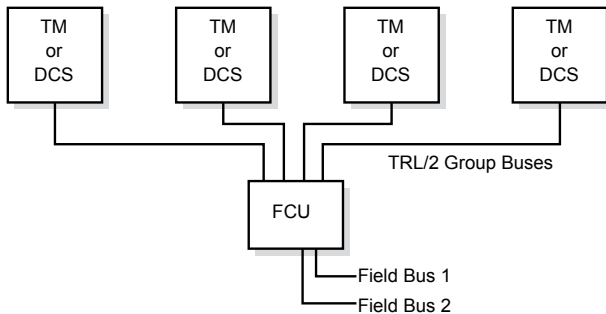 TM
or
DCS
TM
or
DCS
TM
or
DCS
TM
or
DCS
TRL/2 Group Buses
FCU
Field Bus 1
Field Bus 2